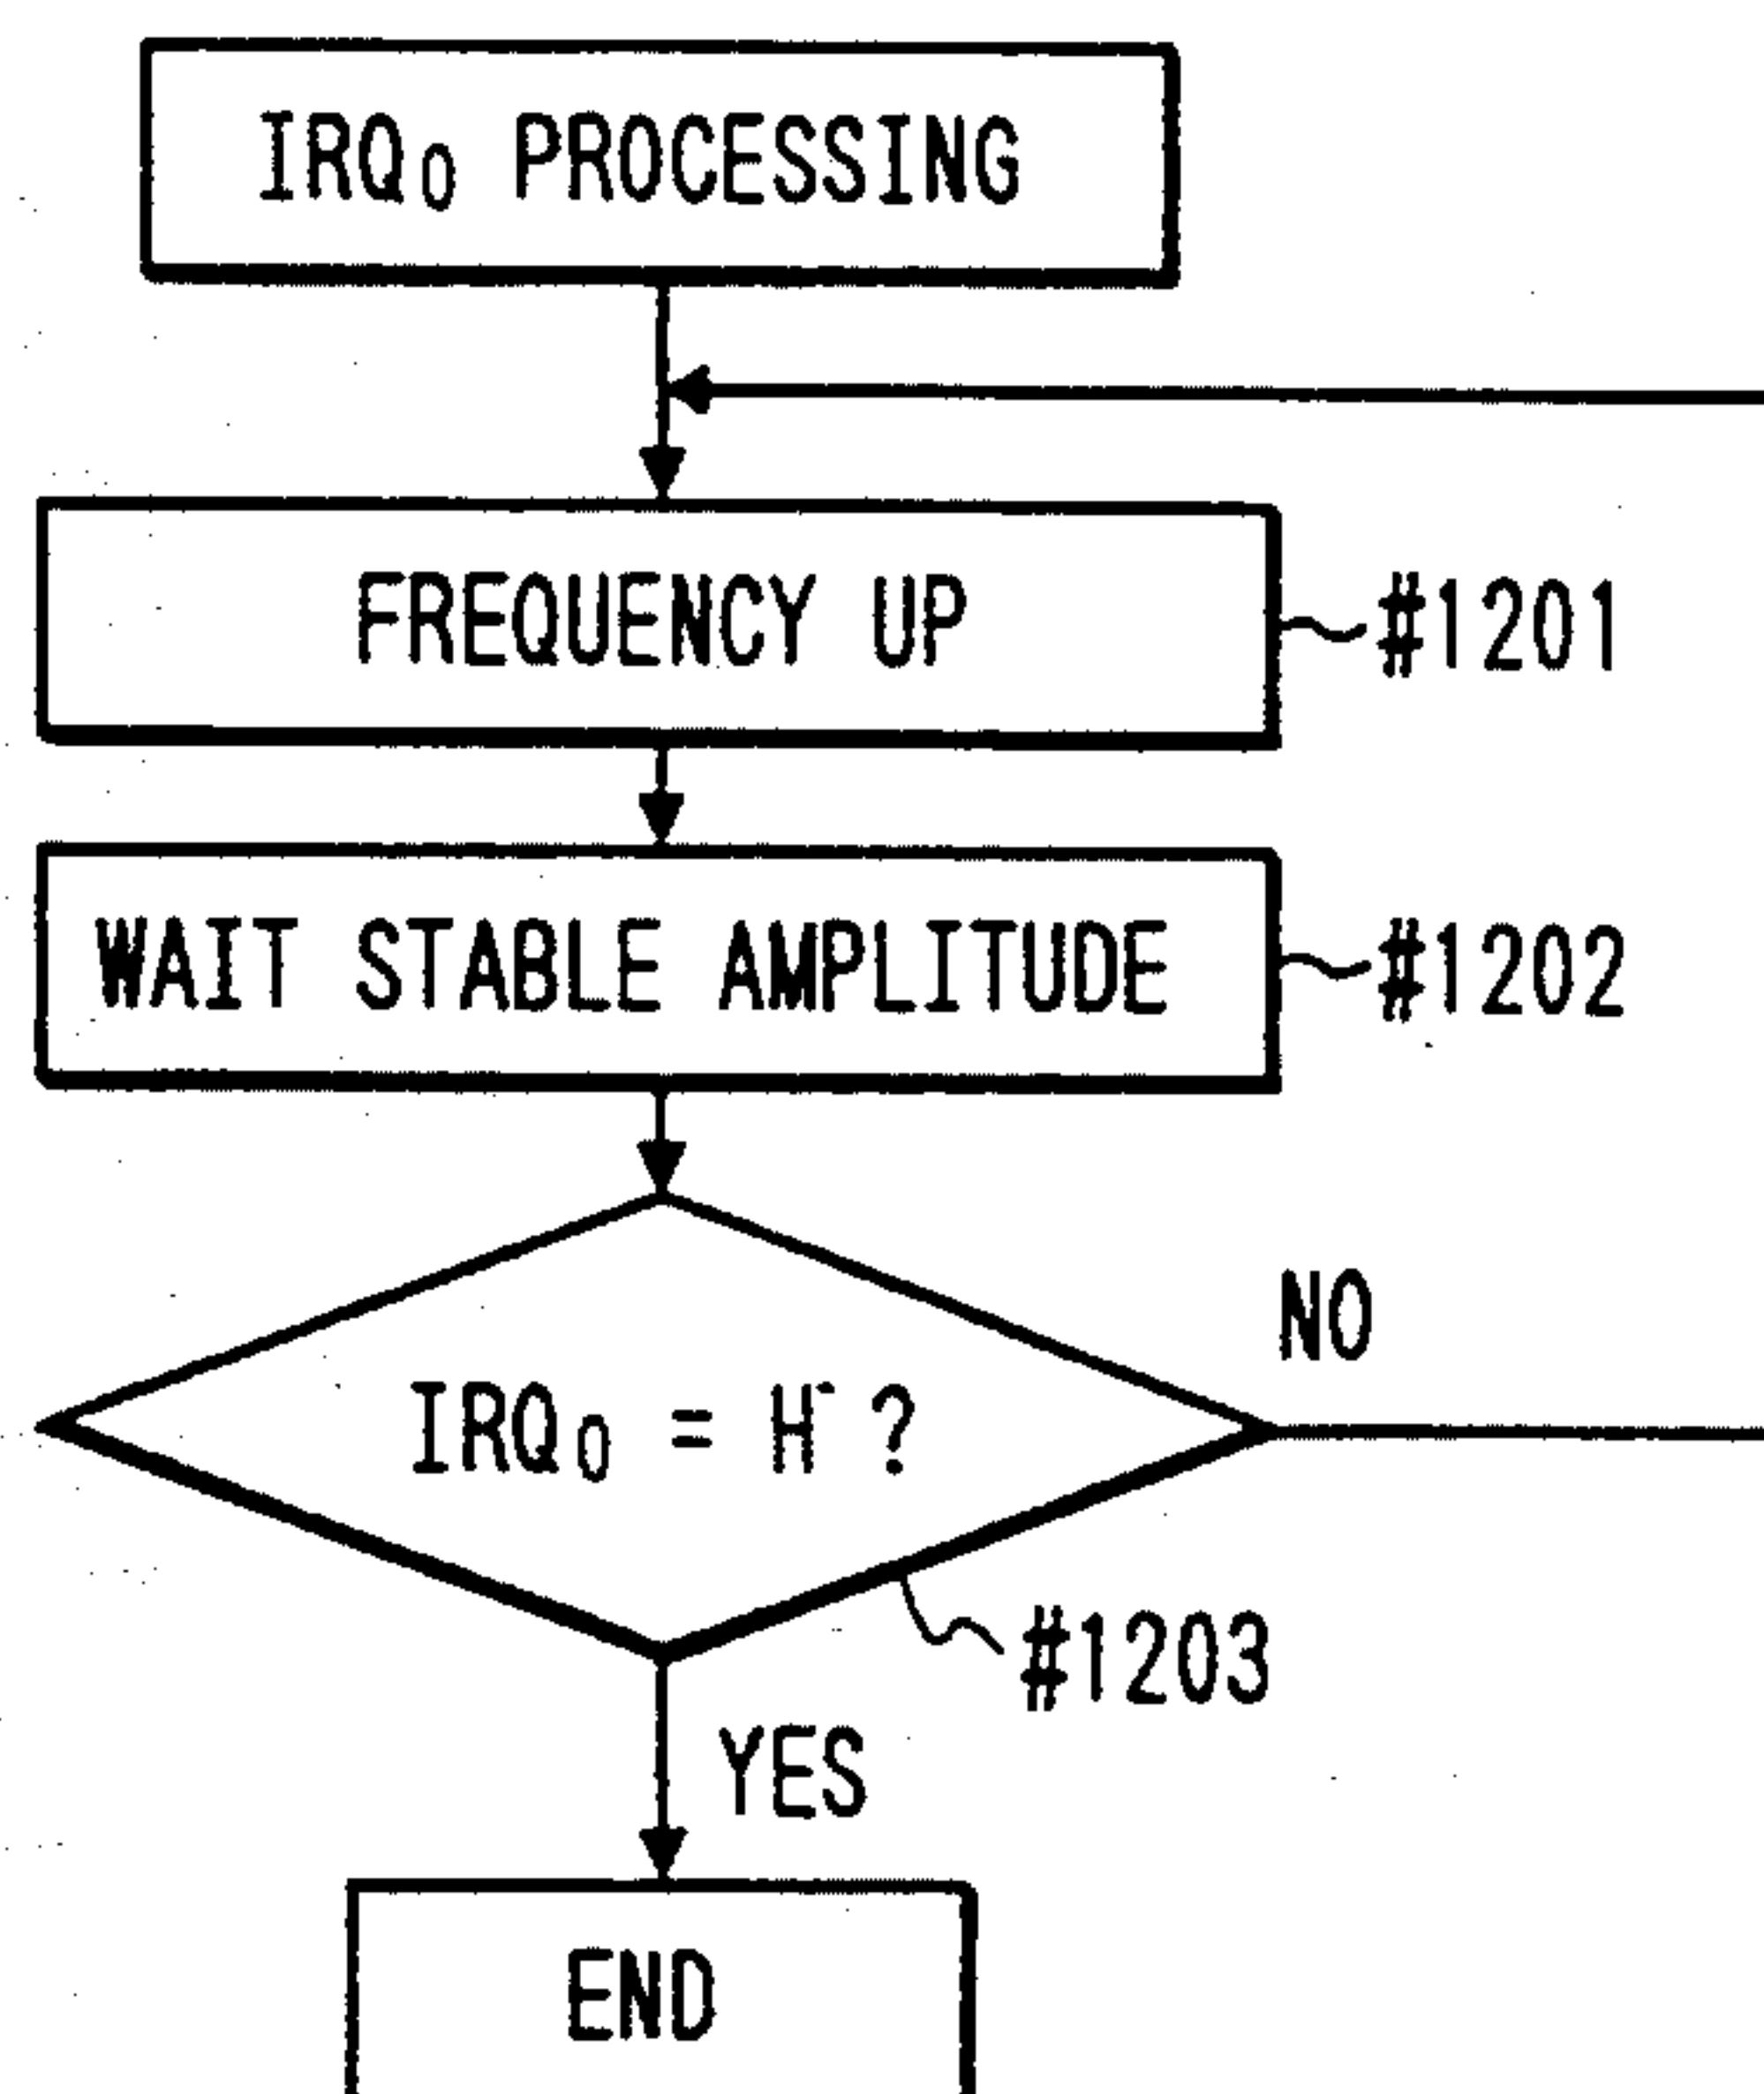 IRQ₀ PROCESSING
FREQUENCY UP
#1201
WAIT STABLE AMPLITUDE
#1202
NO
IRQ₀ = H ?
#1203
YES
END